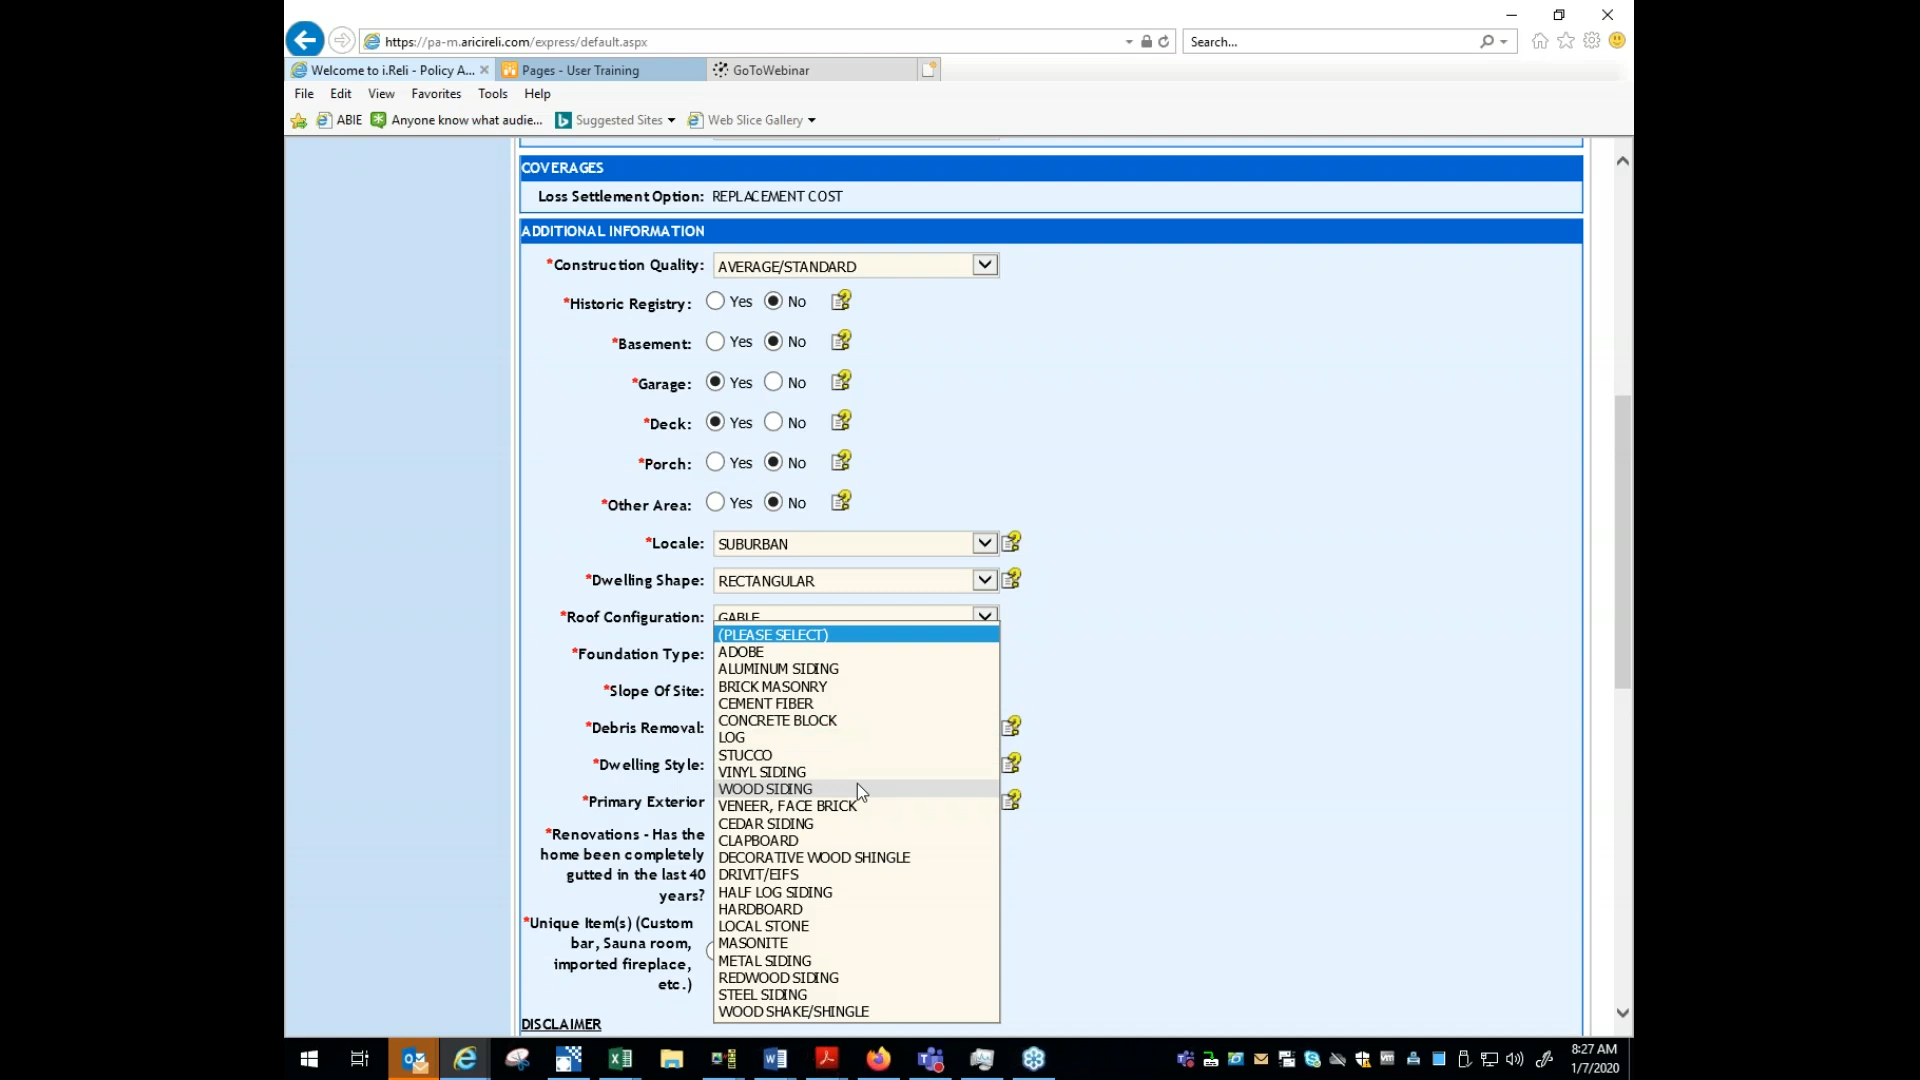 https://pa-m.aricireli.com/express/default.aspx
Search...
Welcome to i.Reli - Policy A...
Pages - User Training
GoToWebinar
File Edit View Favorites Tools Help
ABIE
Anyone know what audie...
Suggested Sites
Web Slice Gallery
COVERAGES
Loss Settlement Option: REPLACEMENT COST
ADDITIONAL INFORMATION
*Construction Quality: AVERAGE/STANDARD
*Historic Registry: Yes No
*Basement: Yes No
*Garage: Yes No
*Deck: Yes No
*Porch: Yes No
*Other Area: Yes No
*Locale: SUBURBAN
*Dwelling Shape: RECTANGULAR
*Roof Configuration: GABLE
*Foundation Type:
*Slope Of Site:
*Debris Removal:
*Dwelling Style:
*Primary Exterior
*Renovations - Has the
home been completely
gutted in the last 40
years?
*Unique Item(s) (Custom
bar, Sauna room,
imported fireplace,
etc.)
(PLEASE SELECT)
ADOBE
ALUMINUM SIDING
BRICK MASONRY
CEMENT FIBER
CONCRETE BLOCK
LOG
STUCCO
VINYL SIDING
WOOD SIDING
VENEER, FACE BRICK
CEDAR SIDING
CLAPBOARD
DECORATIVE WOOD SHINGLE
DRIVIT/EIFS
HALF LOG SIDING
HARDBOARD
LOCAL STONE
MASONITE
METAL SIDING
REDWOOD SIDING
STEEL SIDING
WOOD SHAKE/SHINGLE
DISCLAIMER
8:27 AM
1/7/2020